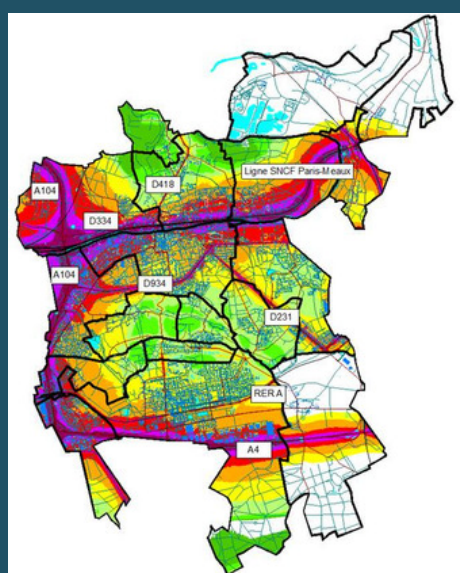 Ligne SNCF Paris-Meaux
D418
A104
D334
A104
D934
D231
RER.A
A4